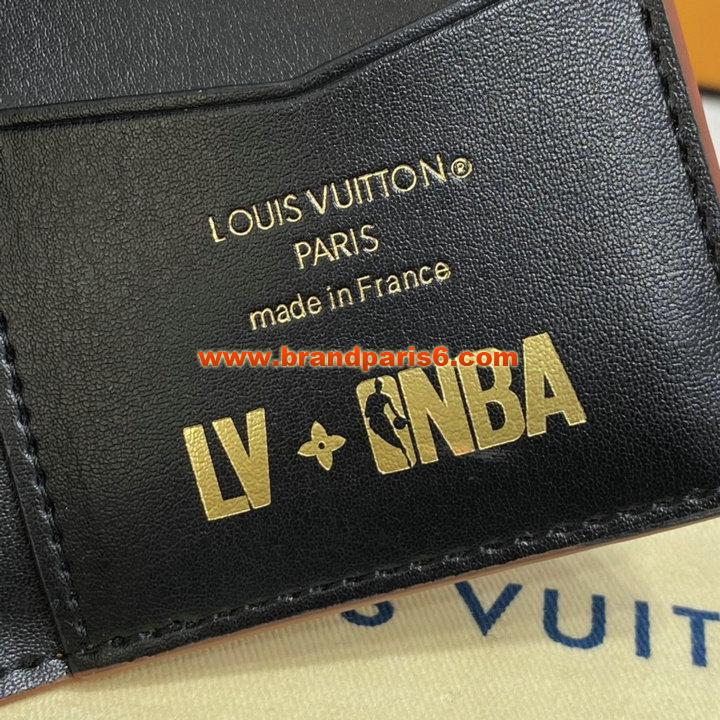 LOUIS VUITTON®
PARIS
made in France
www.brandparis6.com
LV NBA
S VUIT